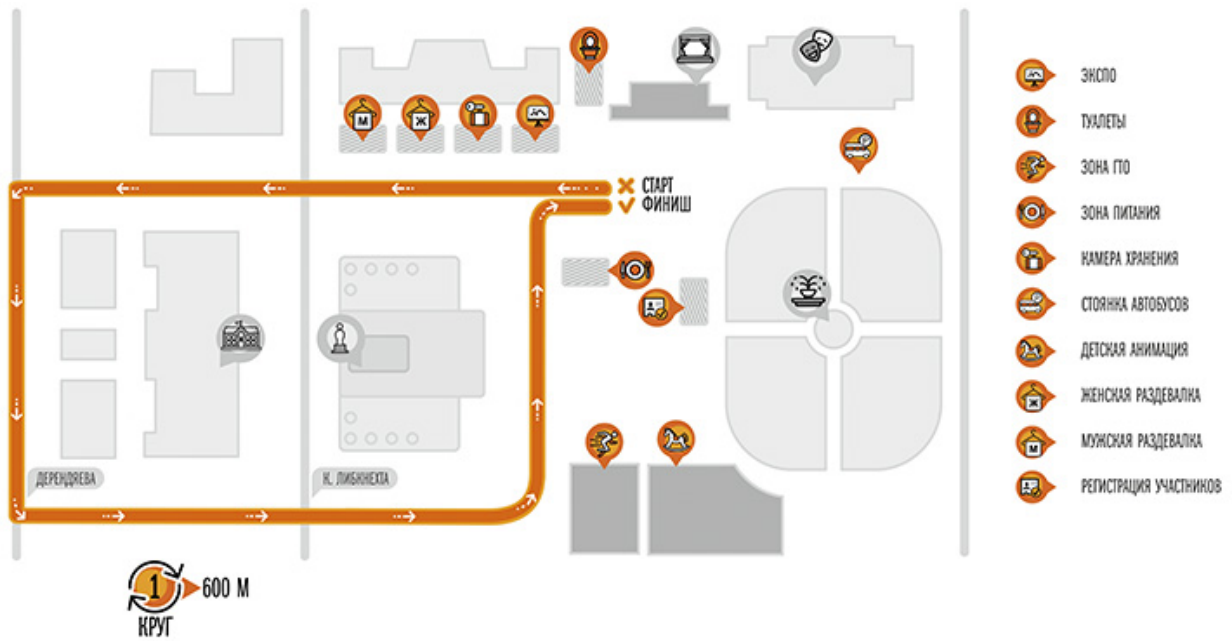 М
Ж
СТАРТ
ФИНИШ
ДЕРЕНДЯЕВА
К. ЛИБКНЕХТА
1
КРУГ
600 М
ЭКСПО
ТУАЛЕТЫ
ЗОНА ГТО
ЗОНА ПИТАНИЯ
КАМЕРА ХРАНЕНИЯ
СТОЯНКА АВТОБУСОВ
ДЕТСКАЯ АНИМАЦИЯ
Ж
ЖЕНСКАЯ РАЗДЕВАЛКА
М
МУЖСКАЯ РАЗДЕВАЛКА
РЕГИСТРАЦИЯ УЧАСТНИКОВ